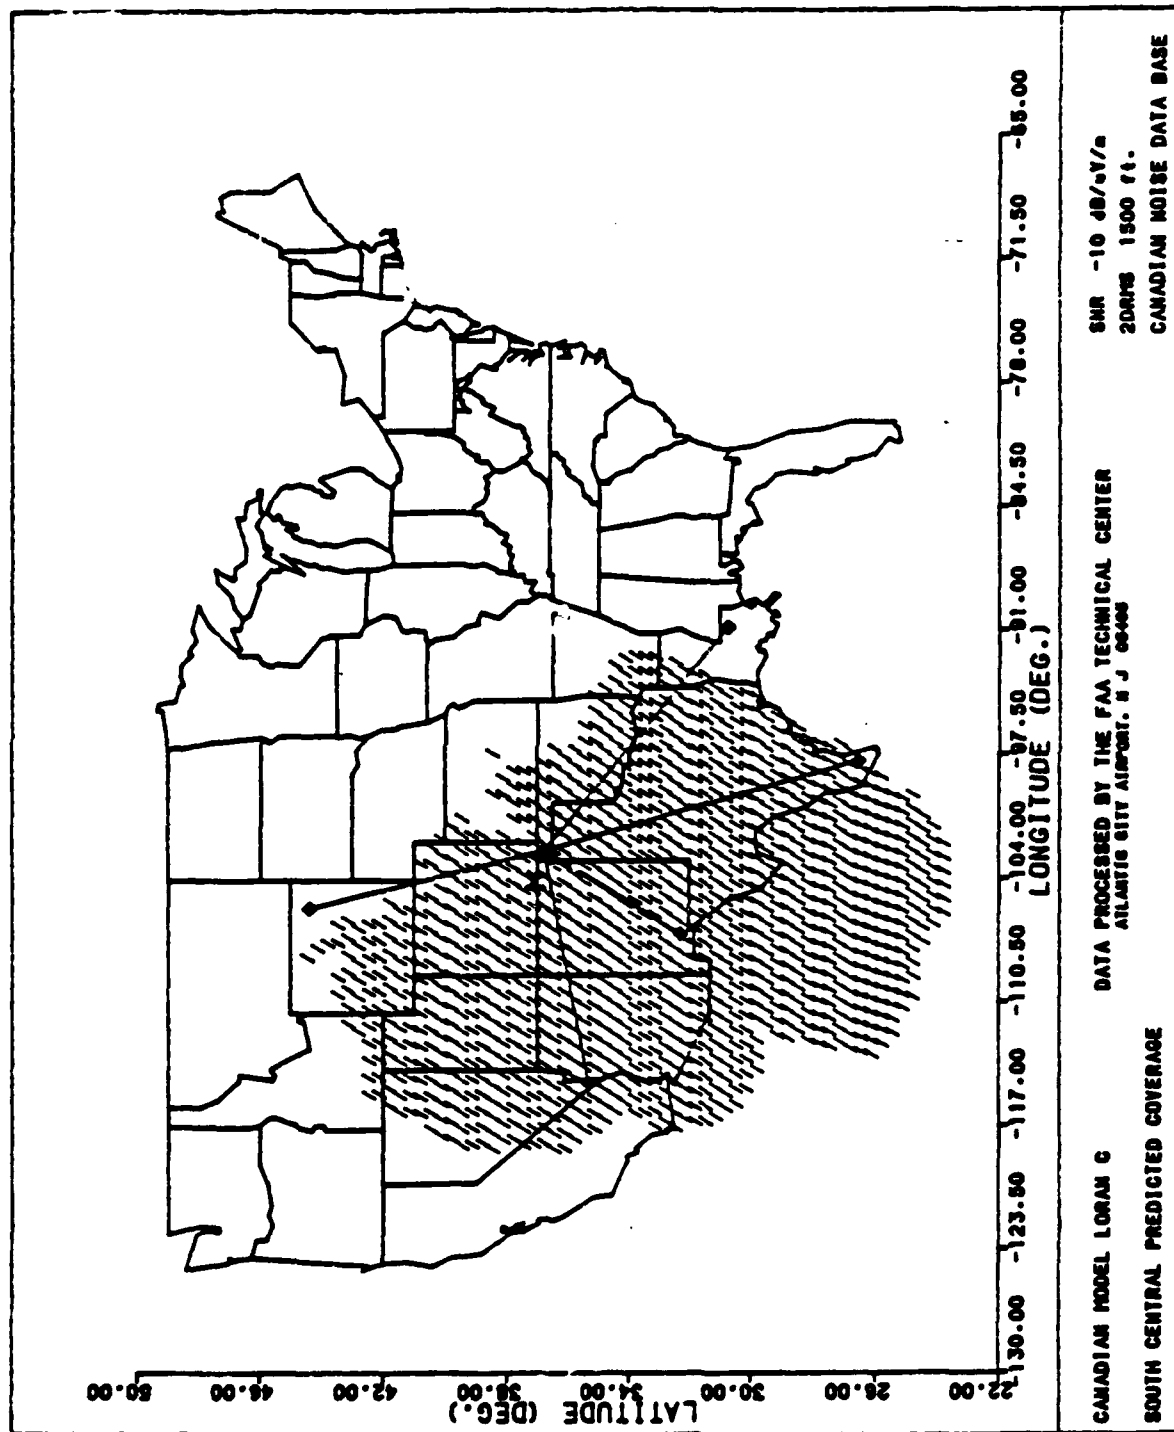 50.00
46.00
42.00
38.00
34.00
30.00
26.00
22.00
LATITUDE (DEG.)
-130.00 -123.50 -117.00 -110.50 -104.00 -97.50 -91.00 -84.50 -78.00 -71.50 -65.00
LONGITUDE (DEG.)
CANADIAN MODEL LORAN C
SOUTH CENTRAL PREDICTED COVERAGE
DATA PROCESSED BY THE FAA TECHNICAL CENTER
ATLANTIC CITY AIRPORT, N J
SNR -10 dB/uV/m
2DRMS 1500 ft.
CANADIAN NOISE DATA BASE